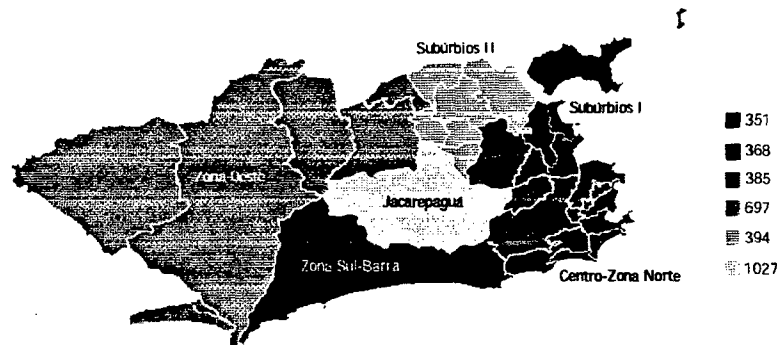 Subúrbios II
Subúrbios I
Zona Oeste
Jacarepaguá
Zona Sul-Barra
Centro-Zona Norte
351
368
385
697
394
1027